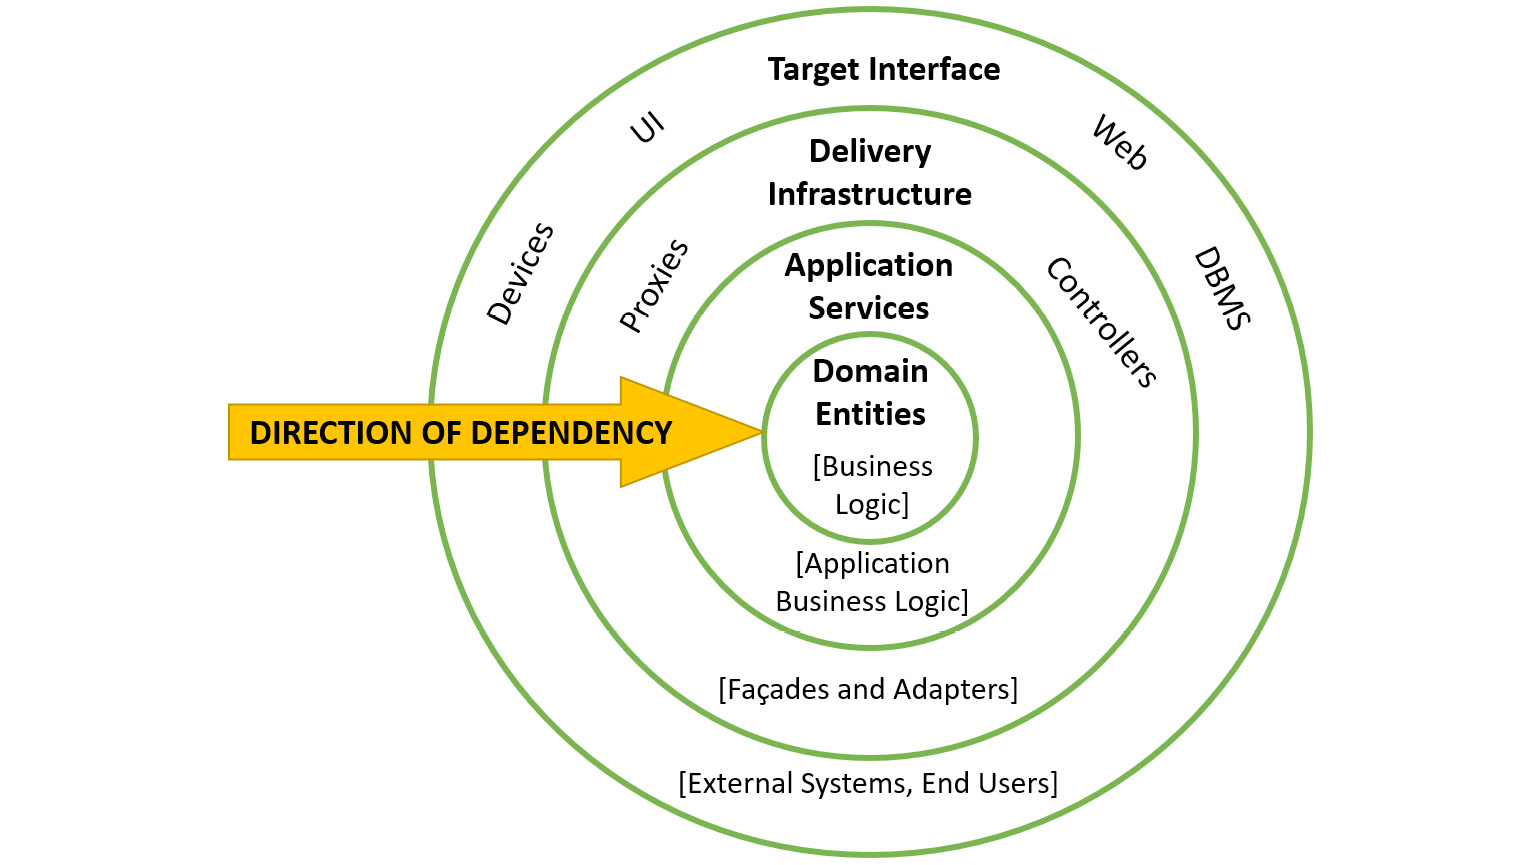 Target Interface
UI
Web
Delivery
Infrastructure
Devices
Proxies
Application
Services
Controllers
DBMS
Domain
Entities
DIRECTION OF DEPENDENCY
[Business
Logic]
[Application
Business Logic]
[Façades and Adapters]
[External Systems, End Users]